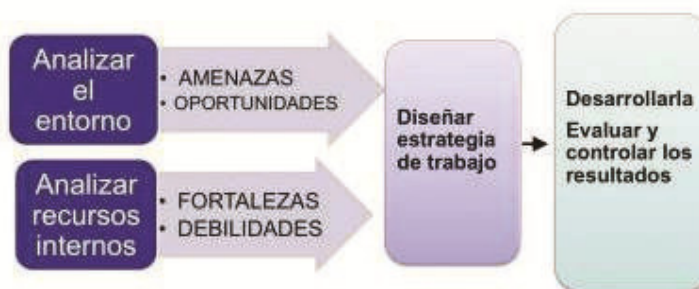 Analizar
el
entorno
• AMENAZAS
• OPORTUNIDADES
Analizar
recursos
internos
• FORTALEZAS
• DEBILIDADES
Diseñar
estrategia
de trabajo
Desarrollarla
Evaluar y
controlar los
resultados